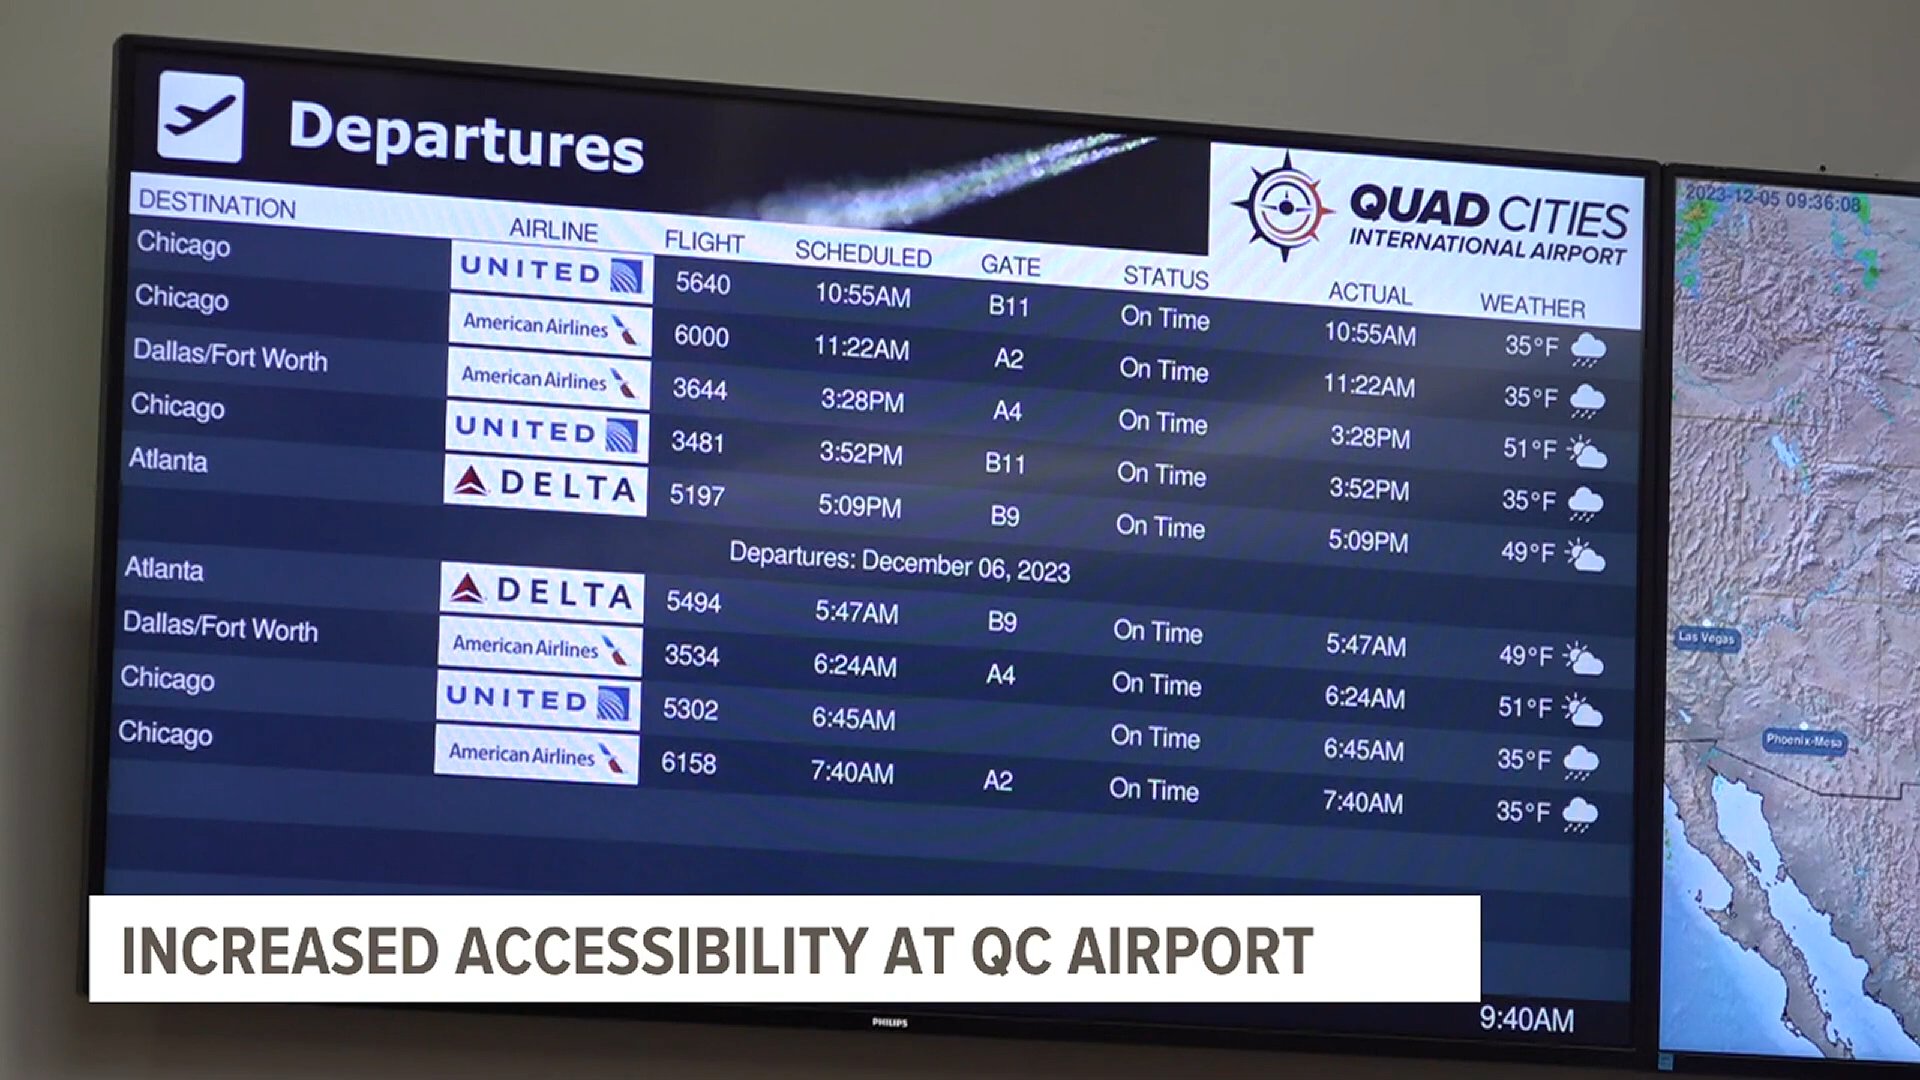 Departures
QUAD CITIES
INTERNATIONAL AIRPORT
DESTINATION AIRLINE FLIGHT SCHEDULED GATE STATUS ACTUAL WEATHER
Chicago UNITED 5640 10:55AM B11 On Time 10:55AM 35°F
Chicago American Airlines 6000 11:22AM A2 On Time 11:22AM 35°F
Dallas/Fort Worth American Airlines 3644 3:28PM A4 On Time 3:28PM 51°F
Chicago UNITED 3481 3:52PM B11 On Time 3:52PM 35°F
Atlanta DELTA 5197 5:09PM B9 On Time 5:09PM 49°F
Departures: December 06, 2023
Atlanta DELTA 5494 5:47AM B9 On Time 5:47AM 49°F
Dallas/Fort Worth American Airlines 3534 6:24AM A4 On Time 6:24AM 51°F
Chicago UNITED 5302 6:45AM On Time 6:45AM 35°F
Chicago American Airlines 6158 7:40AM A2 On Time 7:40AM 35°F
9:40AM
PHILIPS
2023-12-05 09:36:08
Las Vegas
Phoenix-Mesa
INCREASED ACCESSIBILITY AT QC AIRPORT